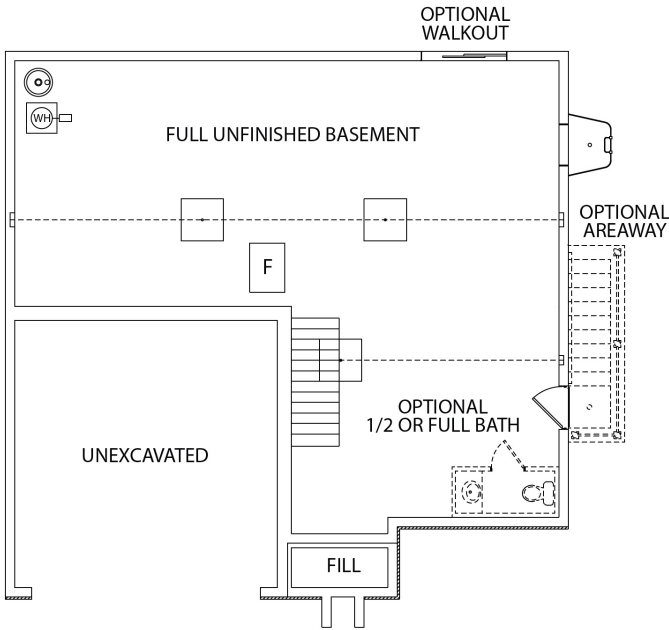 OPTIONAL
WALKOUT
WH
FULL UNFINISHED BASEMENT
OPTIONAL
AREAWAY
F
OPTIONAL
1/2 OR FULL BATH
UNEXCAVATED
FILL